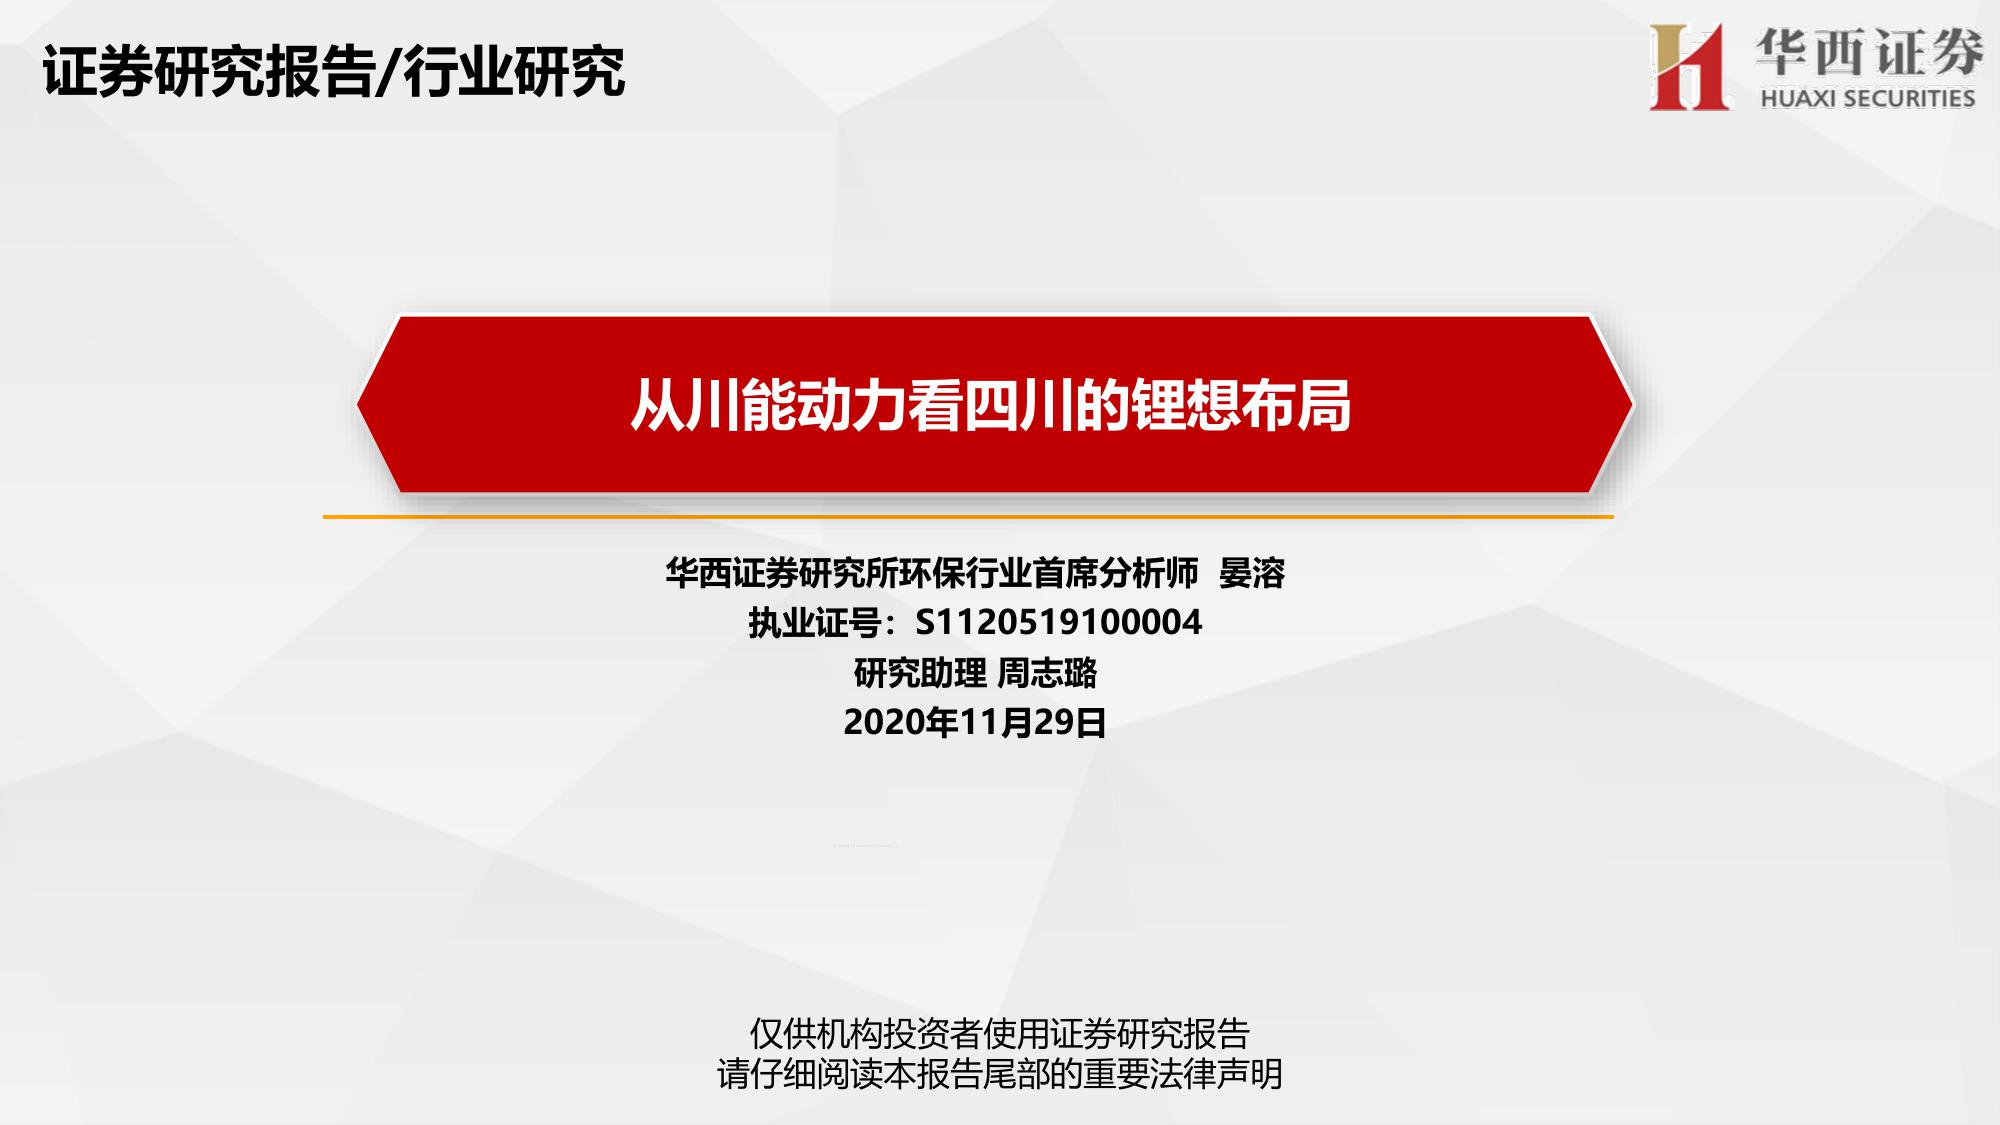 证券研究报告/行业研究
华西证券
HUAXI SECURITIES
从川能动力看四川的锂想布局
华西证券研究所环保行业首席分析师 晏溶
执业证号：S1120519100004
研究助理 周志璐
2020年11月29日
仅供机构投资者使用证券研究报告
请仔细阅读本报告尾部的重要法律声明